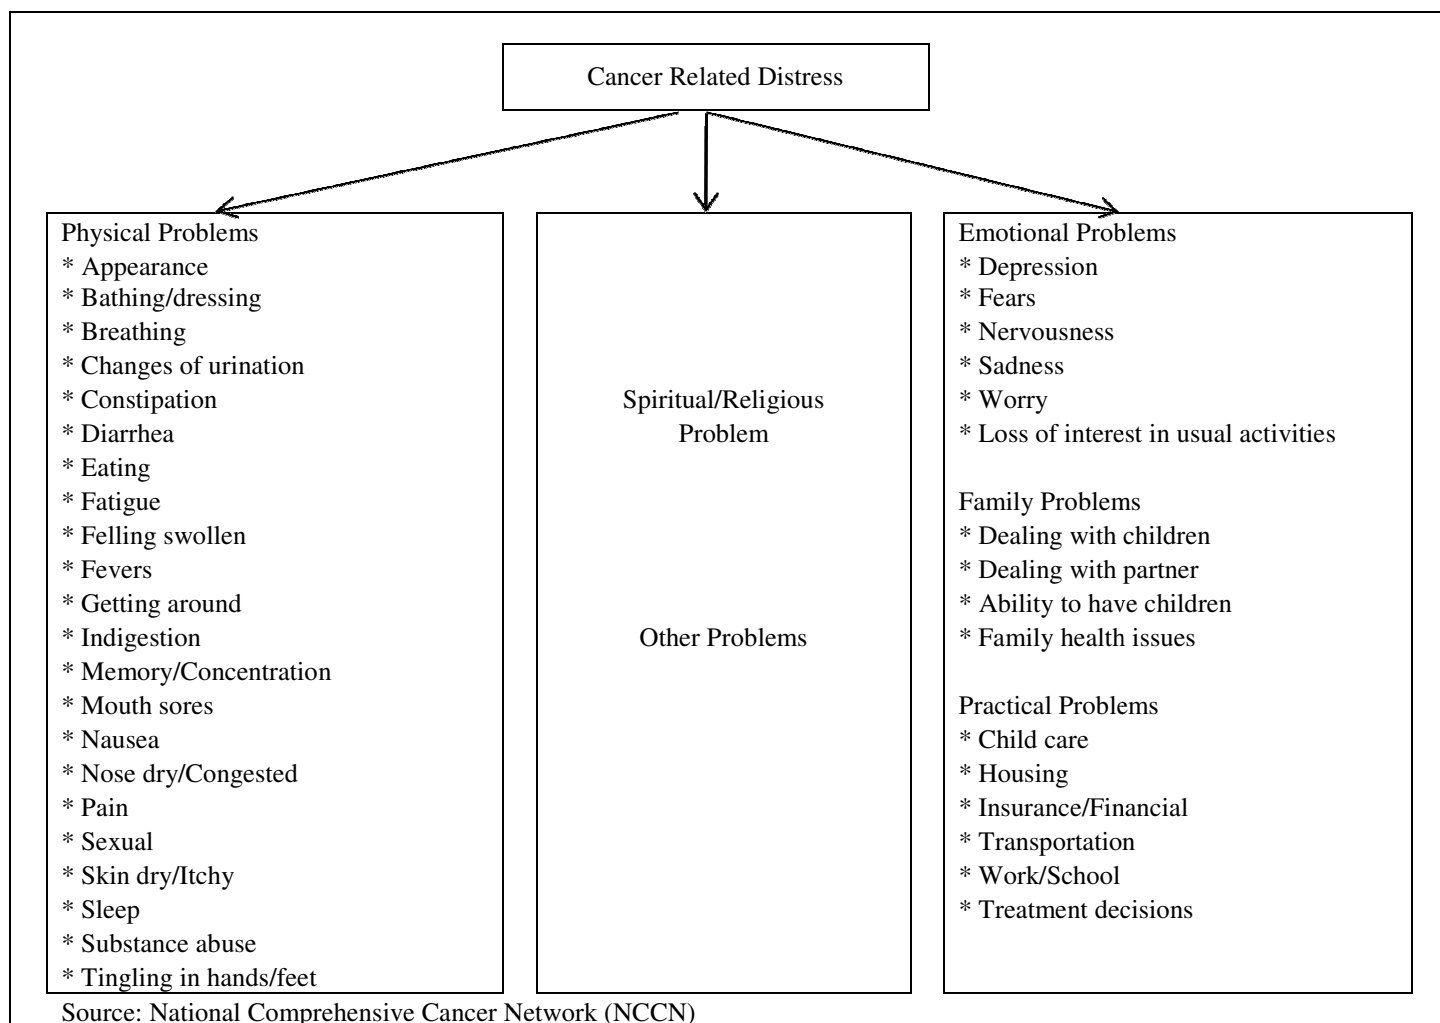 Cancer Related Distress
Physical Problems
* Appearance
* Bathing/dressing
* Breathing
* Changes of urination
* Constipation
* Diarrhea
* Eating
* Fatigue
* Felling swollen
* Fevers
* Getting around
* Indigestion
* Memory/Concentration
* Mouth sores
* Nausea
* Nose dry/Congested
* Pain
* Sexual
* Skin dry/Itchy
* Sleep
* Substance abuse
* Tingling in hands/feet
Spiritual/Religious
Problem
Other Problems
Emotional Problems
* Depression
* Fears
* Nervousness
* Sadness
* Worry
* Loss of interest in usual activities
Family Problems
* Dealing with children
* Dealing with partner
* Ability to have children
* Family health issues
Practical Problems
* Child care
* Housing
* Insurance/Financial
* Transportation
* Work/School
* Treatment decisions
Source: National Comprehensive Cancer Network (NCCN)